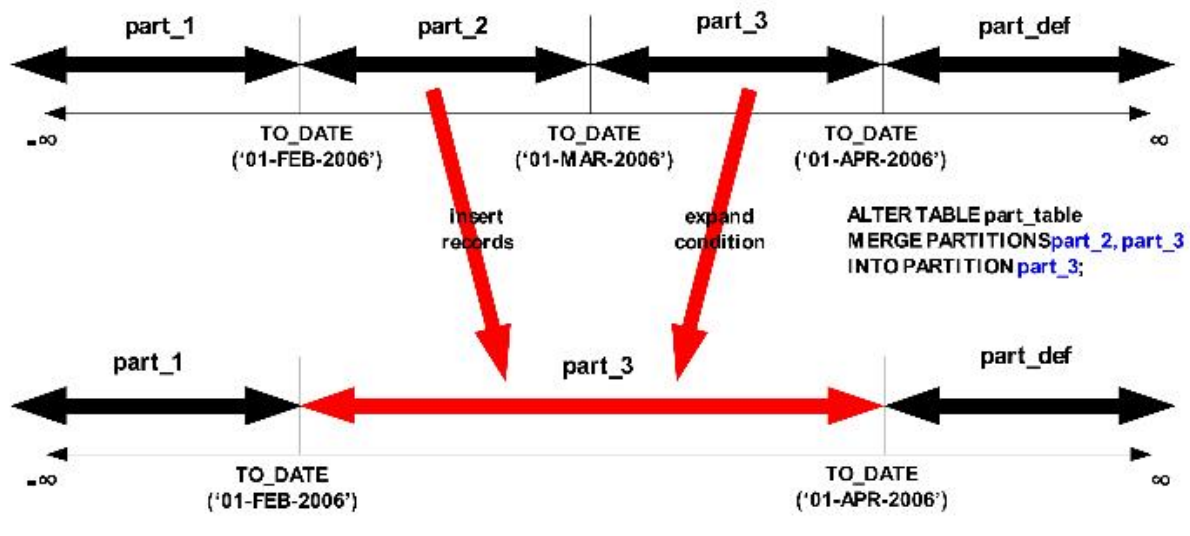 part_1 part_2 part_3 part_def
-∞ TO_DATE TO_DATE TO_DATE ∞
('01-FEB-2006') ('01-MAR-2006') ('01-APR-2006')
insert
records
expand
condition
ALTER TABLE part_table
MERGE PARTITIONS part_2, part_3
INTO PARTITION part_3;
part_1 part_3 part_def
-∞ TO_DATE TO_DATE ∞
('01-FEB-2006') ('01-APR-2006')